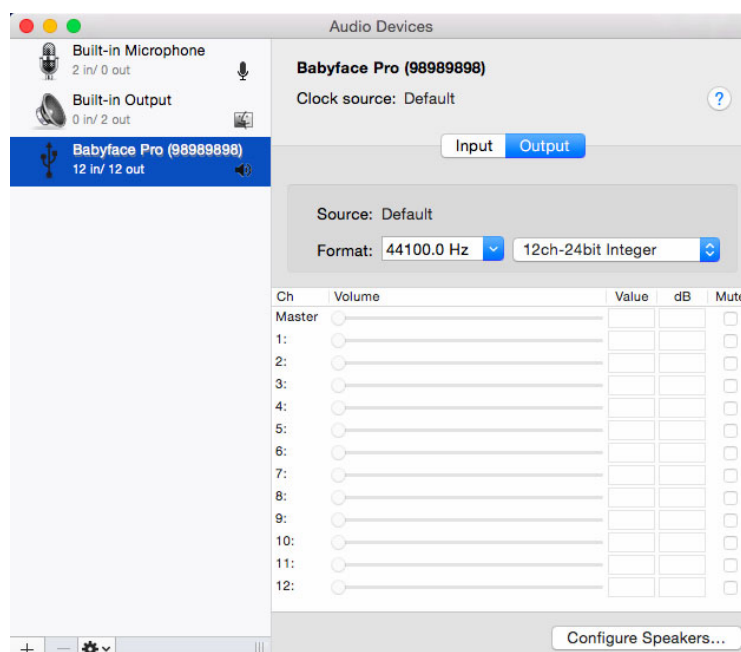 Audio Devices
Built-in Microphone
2 in/ 0 out
Built-in Output
0 in/ 2 out
Babyface Pro (98989898)
12 in/ 12 out
Babyface Pro (98989898)
Clock source: Default
?
Input Output
Source: Default
Format: 44100.0 Hz 12ch-24bit Integer
Ch Volume Value dB Mute
Master
1:
2:
3:
4:
5:
6:
7:
8:
9:
10:
11:
12:
Configure Speakers...